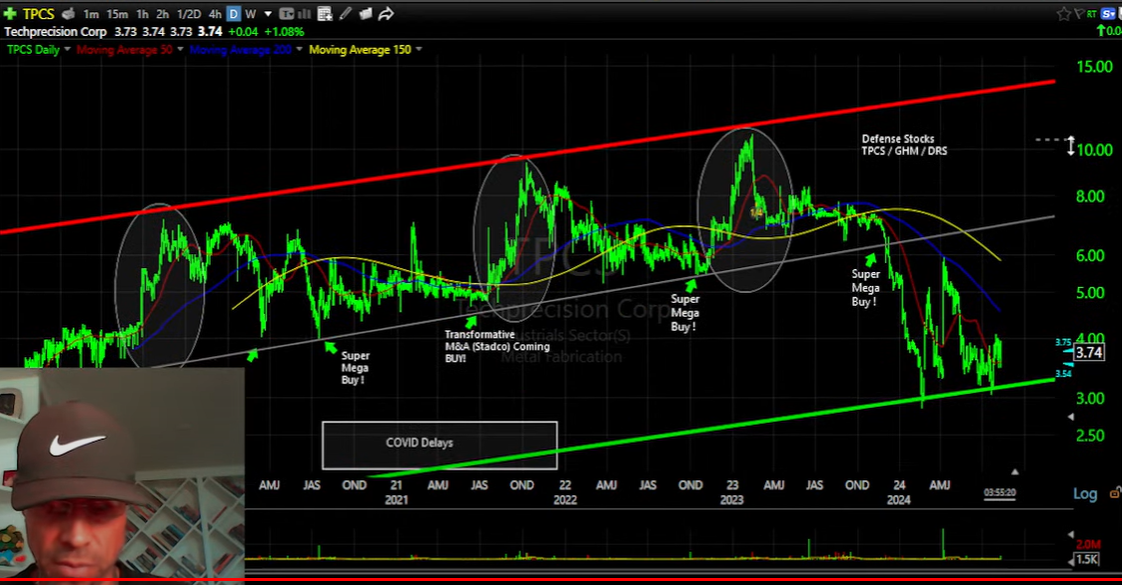 TPCS 1m 15m 1h 2h 1/2D 4h D W
RT S
Techprecision Corp 3.73 3.74 3.73 3.74 +0.04 +1.08%
TPCS Daily Moving Average 50 Moving Average 200 Moving Average 150
15.00
Defense Stocks
TPCS / GHM / DRS
10.00
8.00
TPCS
6.00
Super
Mega
Buy !
5.00
Super
Mega
Buy !
Techprecision Corp
Transformative
M&A (Stadco) Coming
BUY!
Industrials Sector(S)
Metal Fabrication
4.00
3.75
3.74
3.54
Super
Mega
Buy !
3.00
2.50
COVID Delays
AMJ JAS OND 21 AMJ JAS OND 22 AMJ JAS OND 23 AMJ JAS OND 24 AMJ
2021 2022 2023 2024
03:55:20
Log
2.0M
1.5K